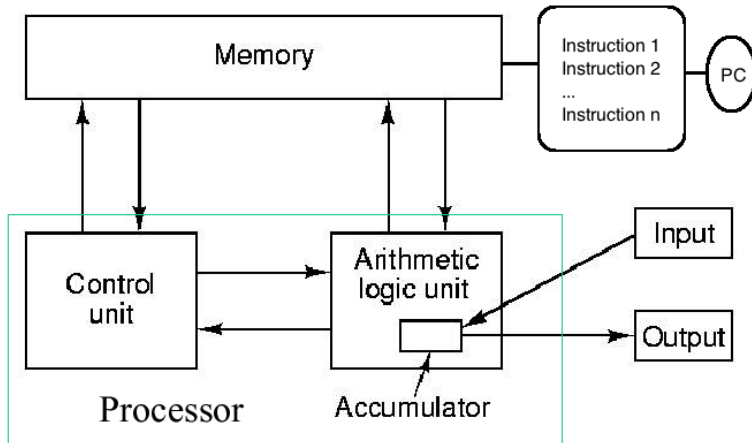 Memory
Instruction 1
Instruction 2
...
Instruction n
PC
Control
unit
Arithmetic
logic unit
Input
Output
Accumulator
Processor